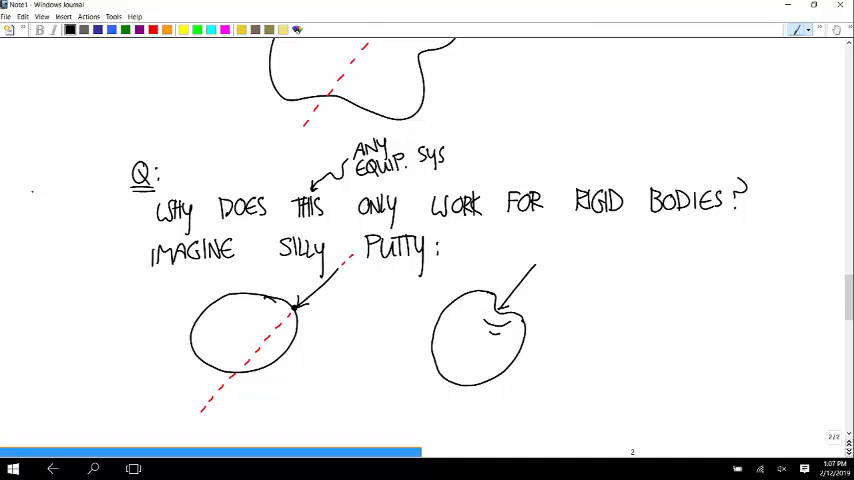 Note1 - Windows Journal
File Edit View Insert Actions Tools Help
B I
ANY
EQUIP. SYS
Q:
WHY DOES THIS ONLY WORK FOR RIGID BODIES?
IMAGINE SILLY PUTTY:
2/2
2
1:07 PM
2/12/2019